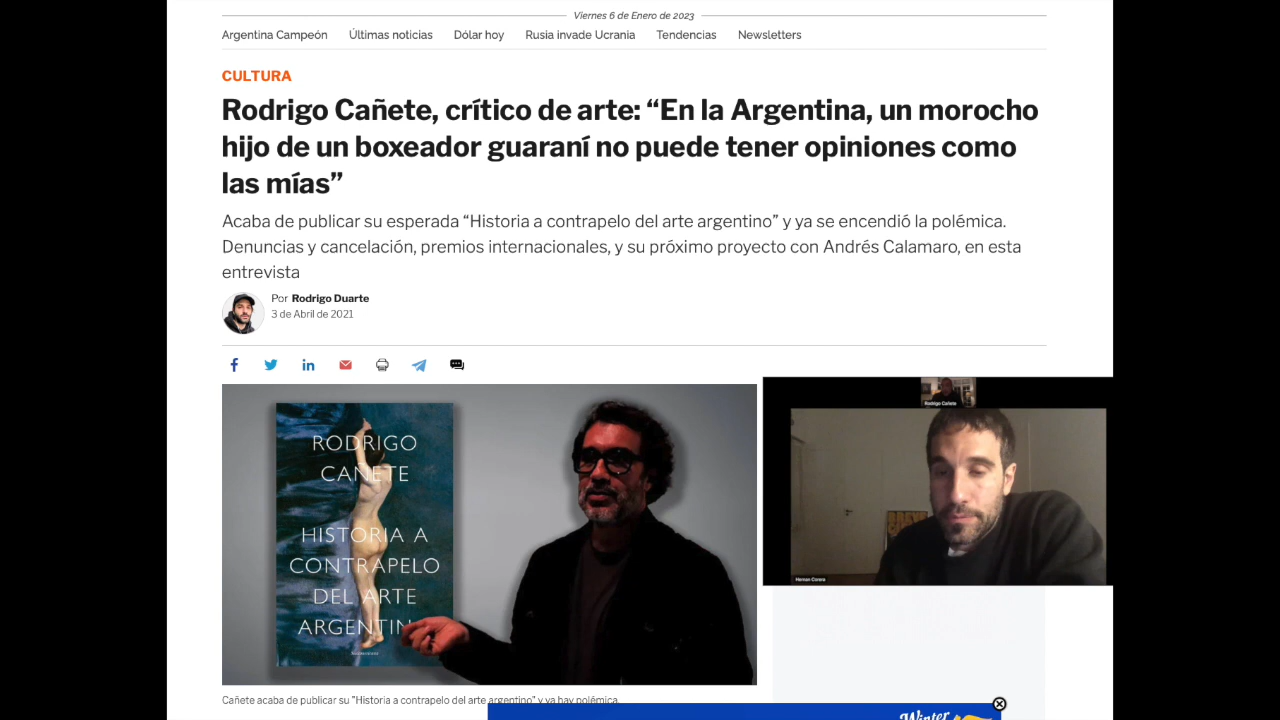 Viernes 6 de Enero de 2023
Argentina Campeón Últimas noticias Dólar hoy Rusia invade Ucrania Tendencias Newsletters
CULTURA
Rodrigo Cañete, crítico de arte: “En la Argentina, un morocho
hijo de un boxeador guaraní no puede tener opiniones como
las mías”
Acaba de publicar su esperada “Historia a contrapelo del arte argentino” y ya se encendió la polémica.
Denuncias y cancelación, premios internacionales, y su próximo proyecto con Andrés Calamaro, en esta
entrevista
Por Rodrigo Duarte
3 de Abril de 2021
RODRIGO
CAÑETE
HISTORIA A
CONTRAPELO
DEL ARTE
ARGENTIN
Rodrigo Cañete
Hernan Corera
Cañete acaba de publicar su "Historia a contrapelo del arte argentino" y ya hay polémica.
Winter